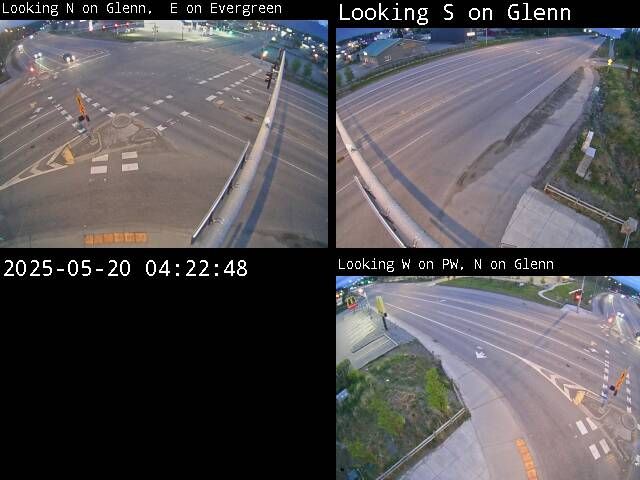 Looking N on Glenn,  E on Evergreen
Looking S on Glenn
2025-05-20 04:22:48
Looking W on PW, N on Glenn